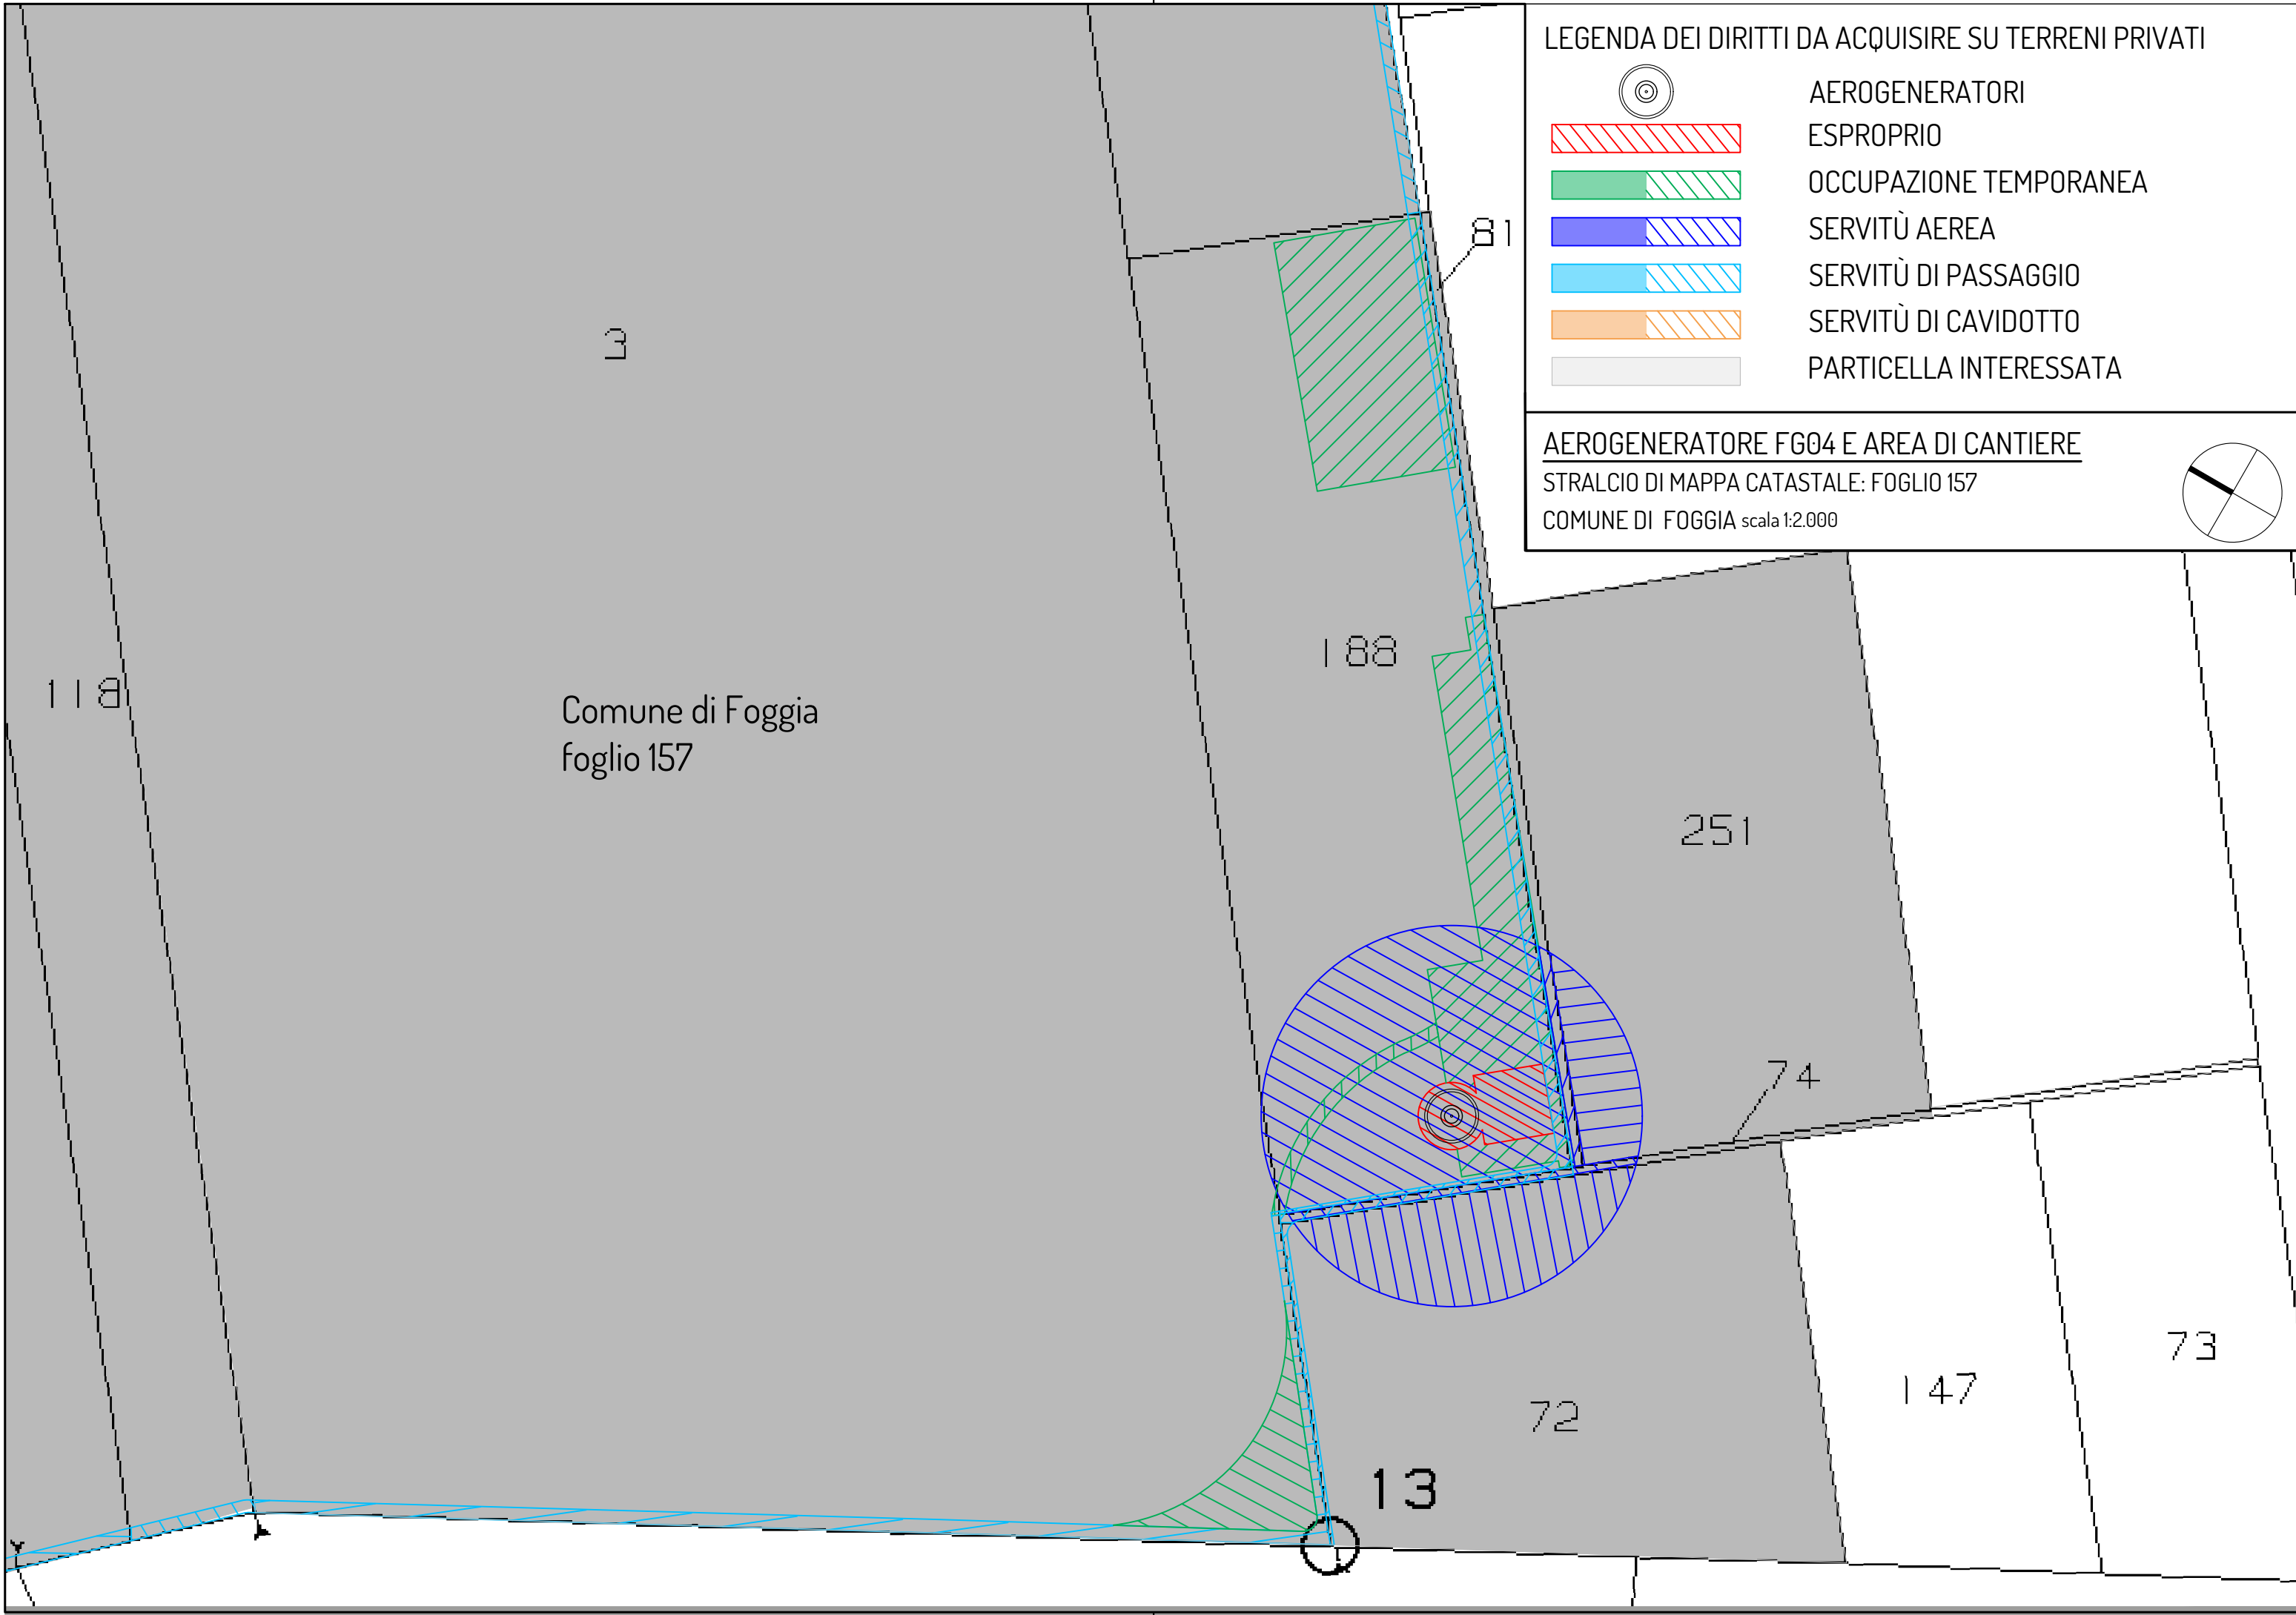 LEGENDA DEI DIRITTI DA ACQUISIRE SU TERRENI PRIVATI
AEROGENERATORI
ESPROPRIO
OCCUPAZIONE TEMPORANEA
SERVITÙ AEREA
SERVITÙ DI PASSAGGIO
SERVITÙ DI CAVIDOTTO
PARTICELLA INTERESSATA
AEROGENERATORE FG04 E AREA DI CANTIERE
STRALCIO DI MAPPA CATASTALE: FOGLIO 157
COMUNE DI FOGGIA scala 1:2.000
81
3
188
118
Comune di Foggia
foglio 157
251
74
73
147
72
13